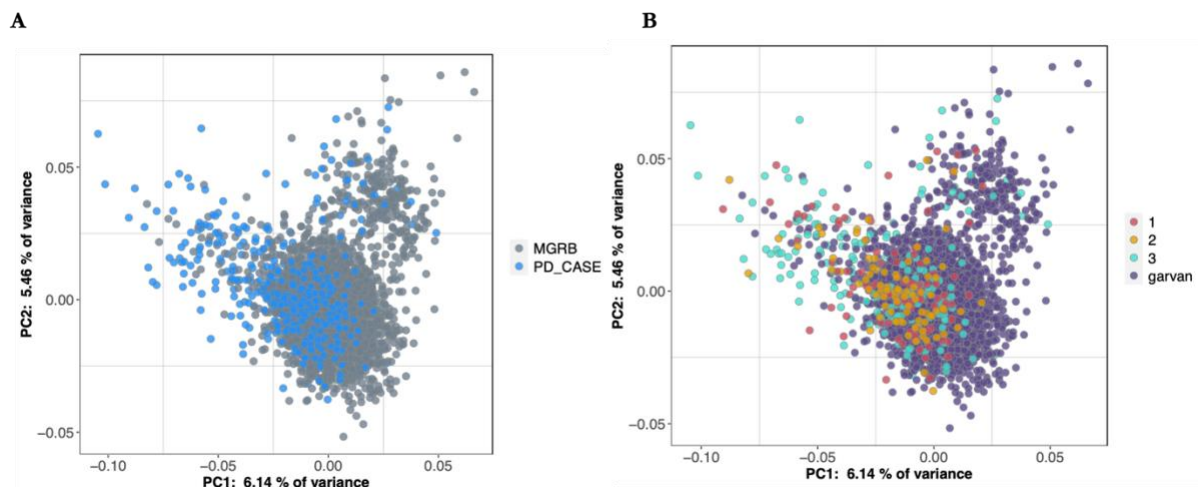 A
B
PC2: 5.46 % of variance
0.05
0.00
−0.05
−0.10
−0.05
0.00
0.05
PC1: 6.14 % of variance
MGRB
PD_CASE
PC2: 5.46 % of variance
0.05
0.00
−0.05
−0.10
−0.05
0.00
0.05
PC1: 6.14 % of variance
1
2
3
garvan